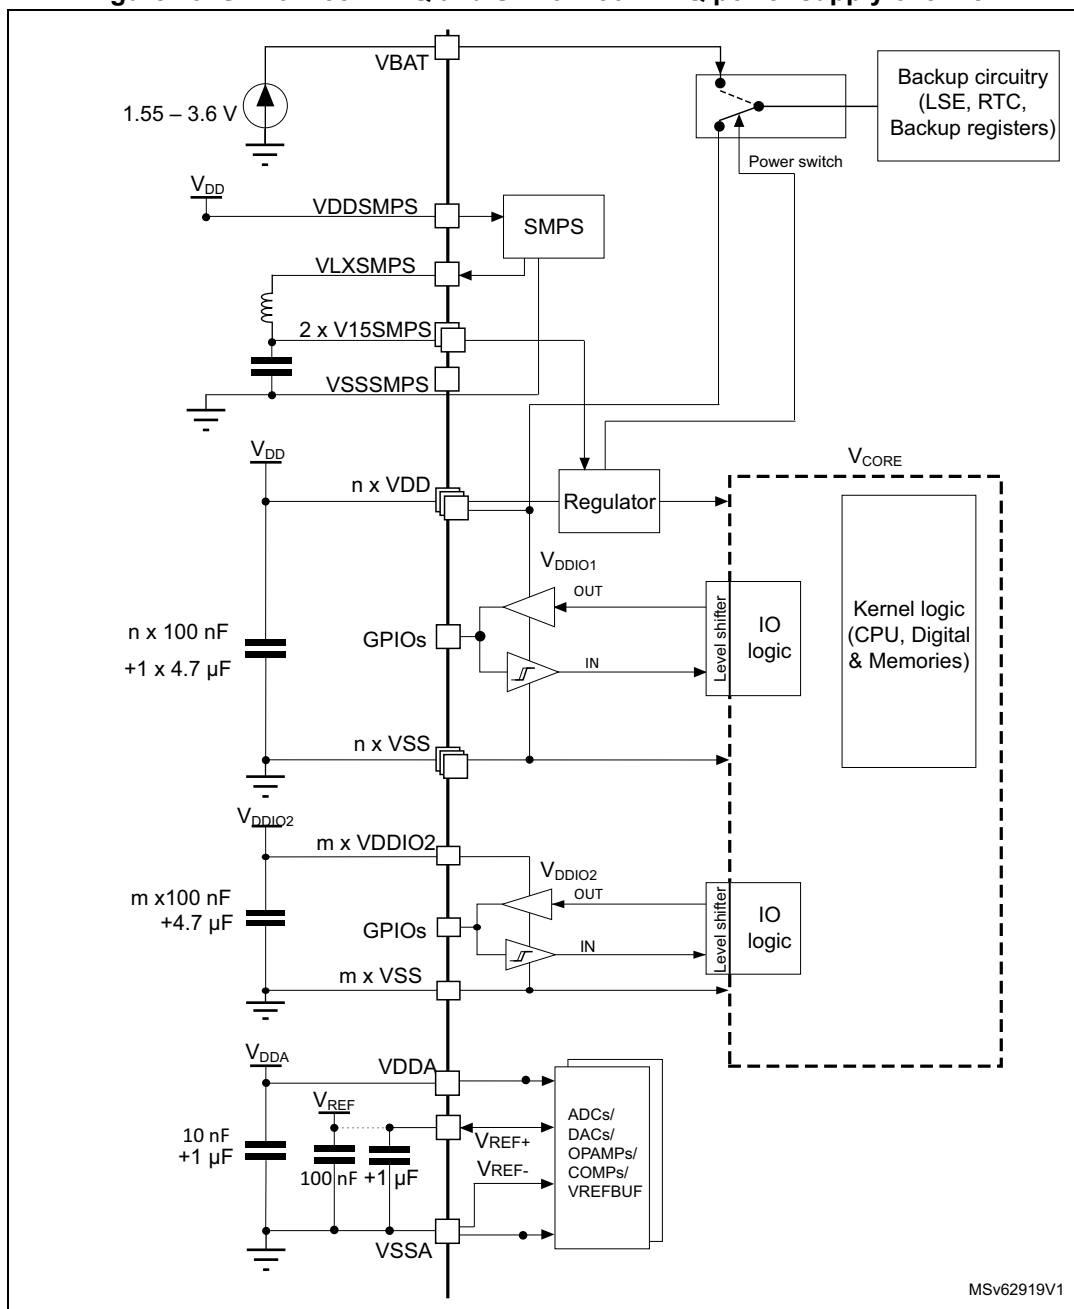 VBAT
1.55 – 3.6 V
Backup circuitry
(LSE, RTC,
Backup registers)
Power switch
VDD
VDDSMPS
SMPS
VLXSMPS
2 x V15SMPS
VSSSMPS
VDD
n x VDD
Regulator
VCORE
VDDIO1
OUT
n x 100 nF
+1 x 4.7 µF
GPIOs
IN
Level shifter
IO
logic
Kernel logic
(CPU, Digital
& Memories)
n x VSS
VDDIO2
m x VDDIO2
VDDIO2
OUT
m x100 nF
+4.7 µF
GPIOs
IN
Level shifter
IO
logic
m x VSS
VDDA
VDDA
VREF
10 nF
+1 µF
100 nF
+1 µF
VREF+
VREF-
ADCs/
DACs/
OPAMPs/
COMPs/
VREFBUF
VSSA
MSv62919V1